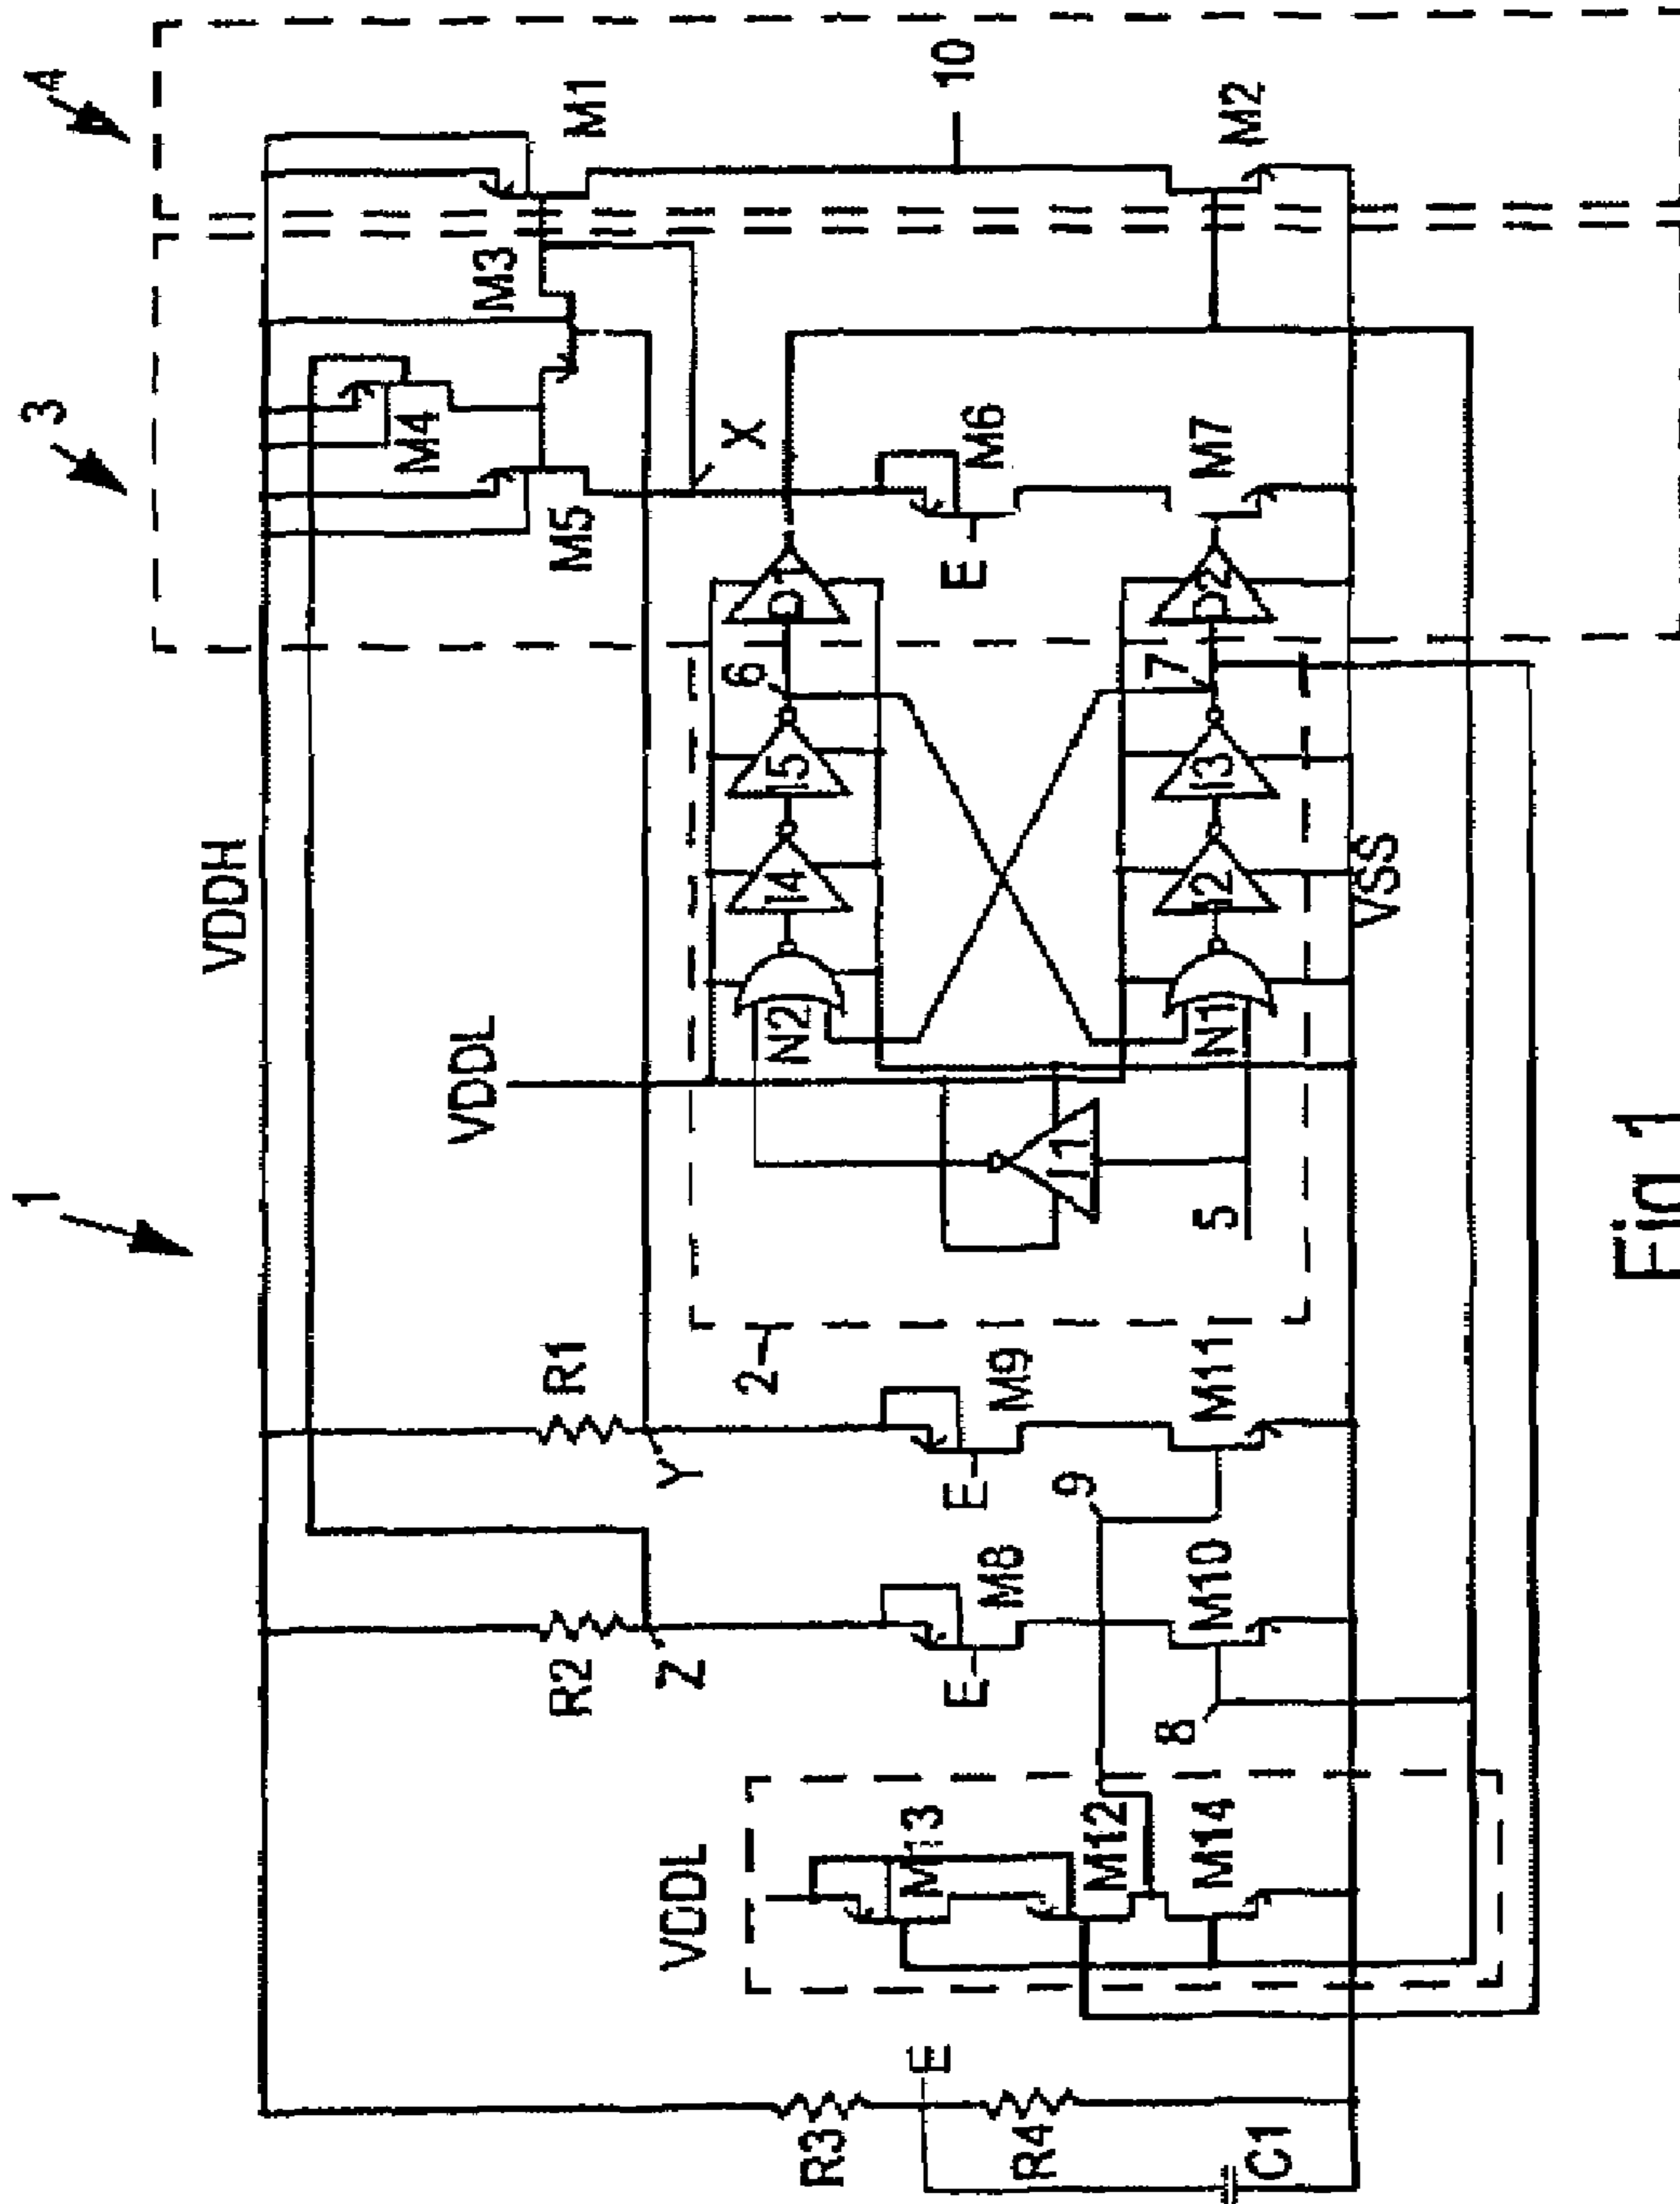 1
3
4
VDDH
VDDL
VDDL
VSS
R3
R4
C1
E
R2
Z
R1
Y
M13
M12
M14
E
M8
M10
8
9
E
M9
M11
2
5
I1
N2
I4
I5
6
D1
N1
I2
I3
7
D2
E
M6
M7
X
M5
M4
M3
M1
M2
10
Fig.1